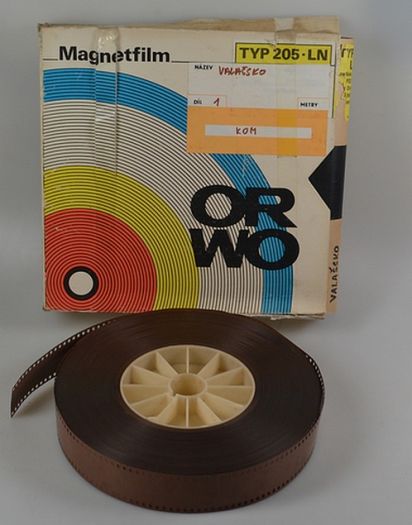 Magnetfilm
TYP 205·LN
NÁZEV VALAŠSKO
DÍL 1 METRY
KOM
OR
WO
VALAŠSKO